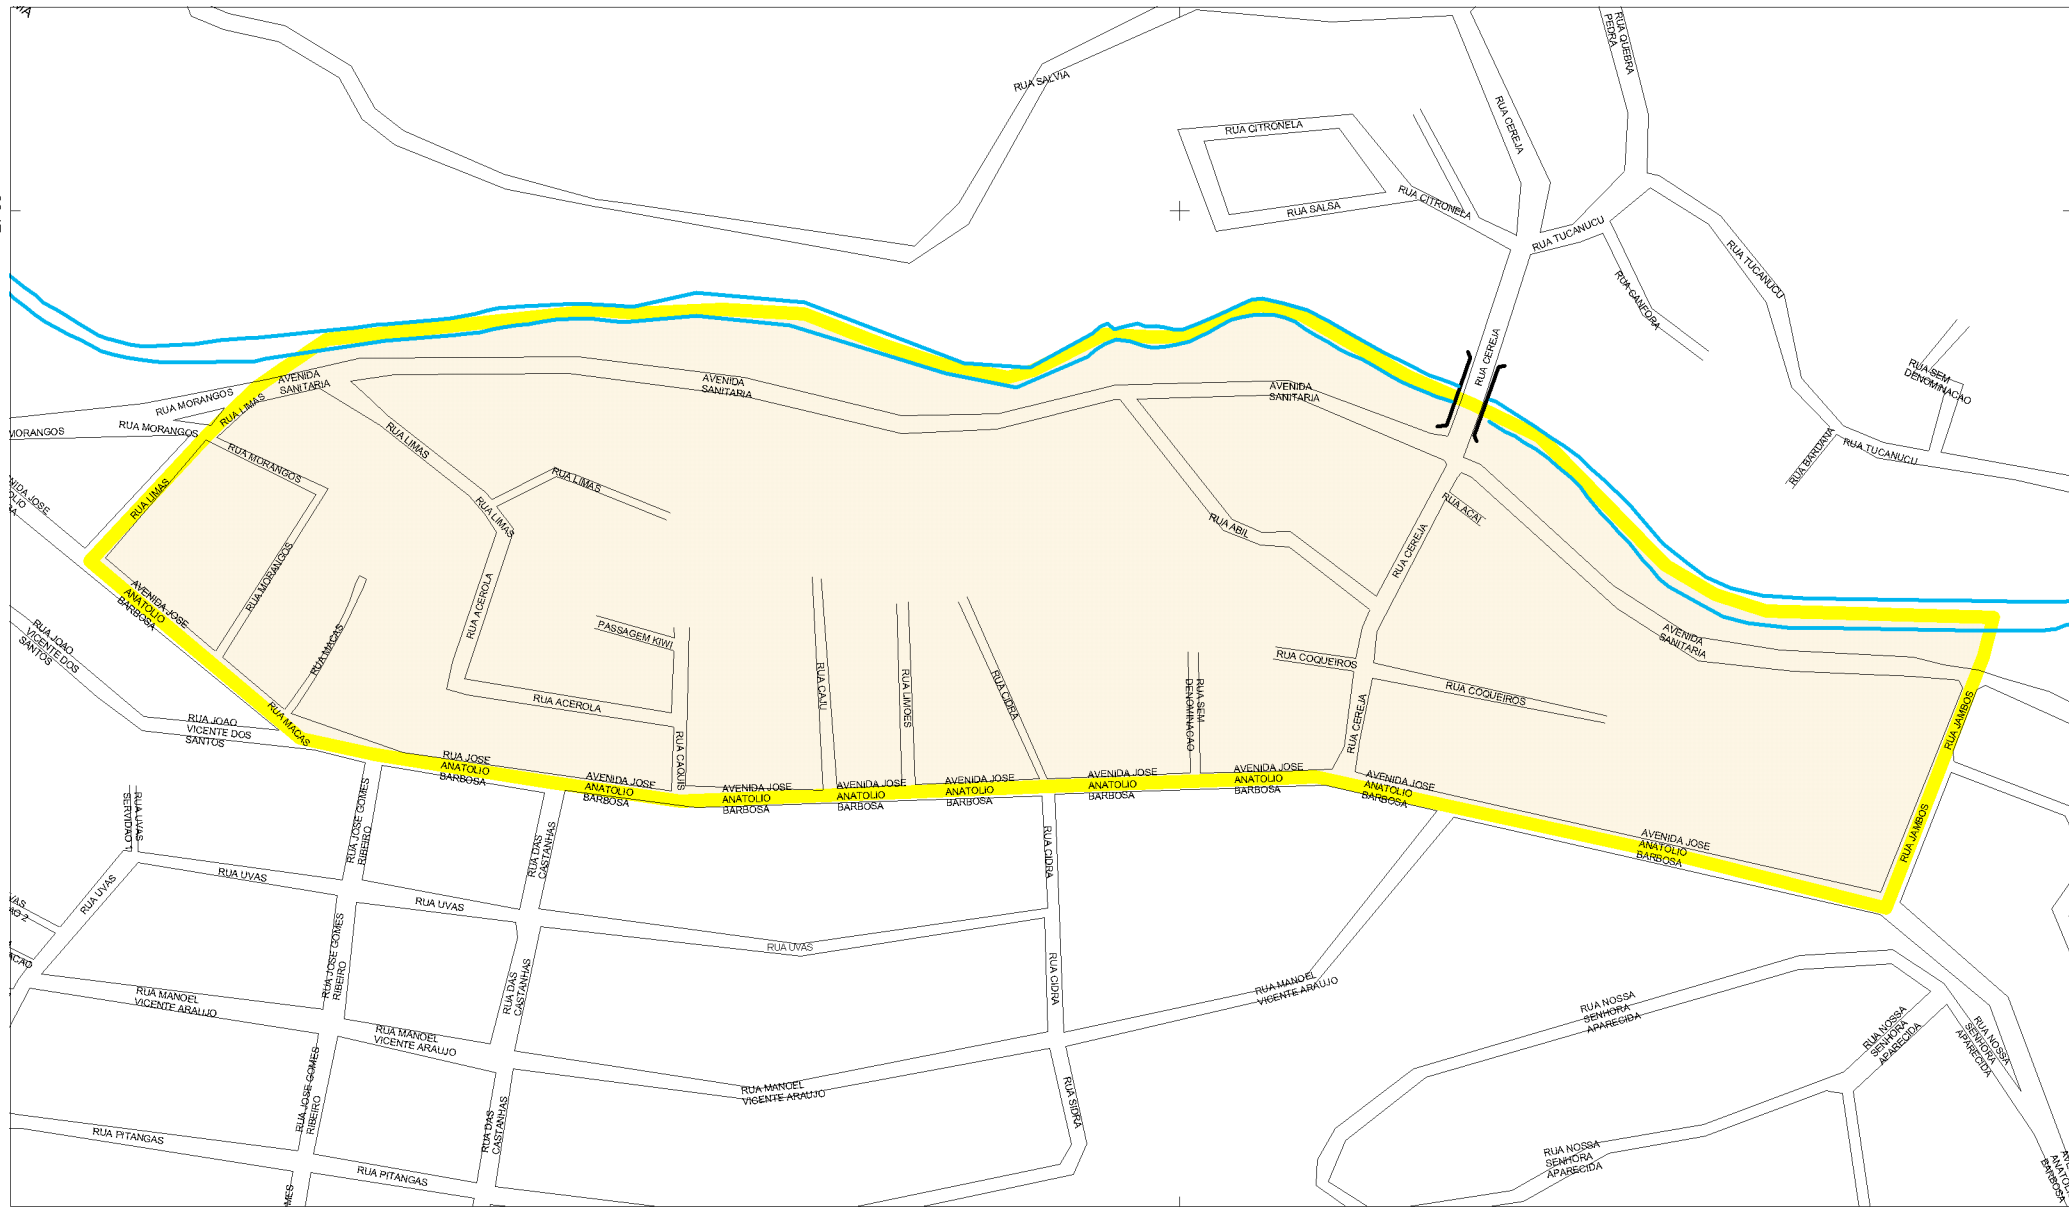 RUA QUEBRA
PEDRA
RUA SALVIA
RUA CEREJA
RUA CITRONELA
RUA CITRONELA
RUA SALSA
RUA TUCANUCU
RUA TUCANUCU
RUA CANFORA
RUA CEREJA
RUA SEM
DENOMINACAO
RUA BARDANA
RUA TUCANUCU
AVENIDA
SANITARIA
AVENIDA
SANITARIA
AVENIDA
SANITARIA
RUA MORANGOS
RUA LIMAS
MORANGOS
RUA MORANGOS
RUA MORANGOS
RUA LIMAS
RUA LIMAS
RUA LIMAS
RUA LIMAS
RUA ABIL
RUA ACAI
RUA CEREJA
RUA MORANGOS
RUA ACEROLA
PASSAGEM KIWI
AVENIDA JOSE
ANATOLIO
BARBOSA
RUA JOAO
VICENTE DOS
SANTOS
RUA MACAS
AVENIDA
SANITARIA
RUA COQUEIROS
RUA COQUEIROS
RUA CAJU
RUA LIMOES
RUA CIDRA
RUA SEM
DENOMINACAO
RUA CEREJA
RUA ACEROLA
RUA JAMBOS
RUA JOAO
VICENTE DOS
SANTOS
RUA MACAS
RUA CAQUIS
RUA JOSE
ANATOLIO
BARBOSA
AVENIDA JOSE
ANATOLIO
BARBOSA
AVENIDA JOSE
ANATOLIO
BARBOSA
AVENIDA JOSE
ANATOLIO
BARBOSA
AVENIDA JOSE
ANATOLIO
BARBOSA
AVENIDA JOSE
ANATOLIO
BARBOSA
AVENIDA JOSE
ANATOLIO
BARBOSA
AVENIDA JOSE
ANATOLIO
BARBOSA
AVENIDA JOSE
ANATOLIO
BARBOSA
RUA JAMBOS
RUA UVAS
SERVIDAO 1
RUA JOSE GOMES
RIBEIRO
RUA DAS
CASTANHAS
RUA CIDRA
RUA UVAS
RUA UVAS
RUA UVAS
RUA UVAS
RUA JOSE GOMES
RIBEIRO
RUA DAS
CASTANHAS
RUA CIDRA
RUA MANOEL
VICENTE ARAUJO
RUA MANOEL
VICENTE ARAUJO
RUA MANOEL
VICENTE ARAUJO
RUA MANOEL
VICENTE ARAUJO
RUA NOSSA
SENHORA
APARECIDA
RUA NOSSA
SENHORA
APARECIDA
RUA NOSSA
SENHORA
APARECIDA
RUA JOSE GOMES
RIBEIRO
RUA DAS
CASTANHAS
RUA SIDRA
RUA PITANGAS
RUA PITANGAS
RUA NOSSA
SENHORA
APARECIDA
BARBOSA